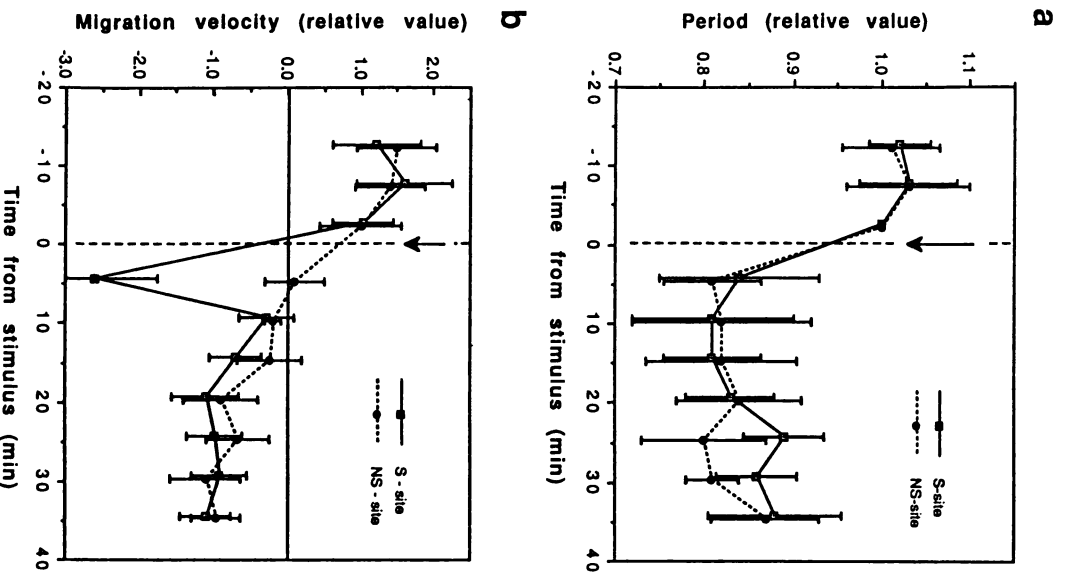 a
Period (relative value)
1.1
1.0
0.9
0.8
0.7
S-site
NS-site
-20
-10
0
10
20
30
40
Time from stimulus (min)
b
Migration velocity (relative value)
2.0
1.0
0.0
-1.0
-2.0
-3.0
S - site
NS - site
-20
-10
0
10
20
30
40
Time from stimulus (min)